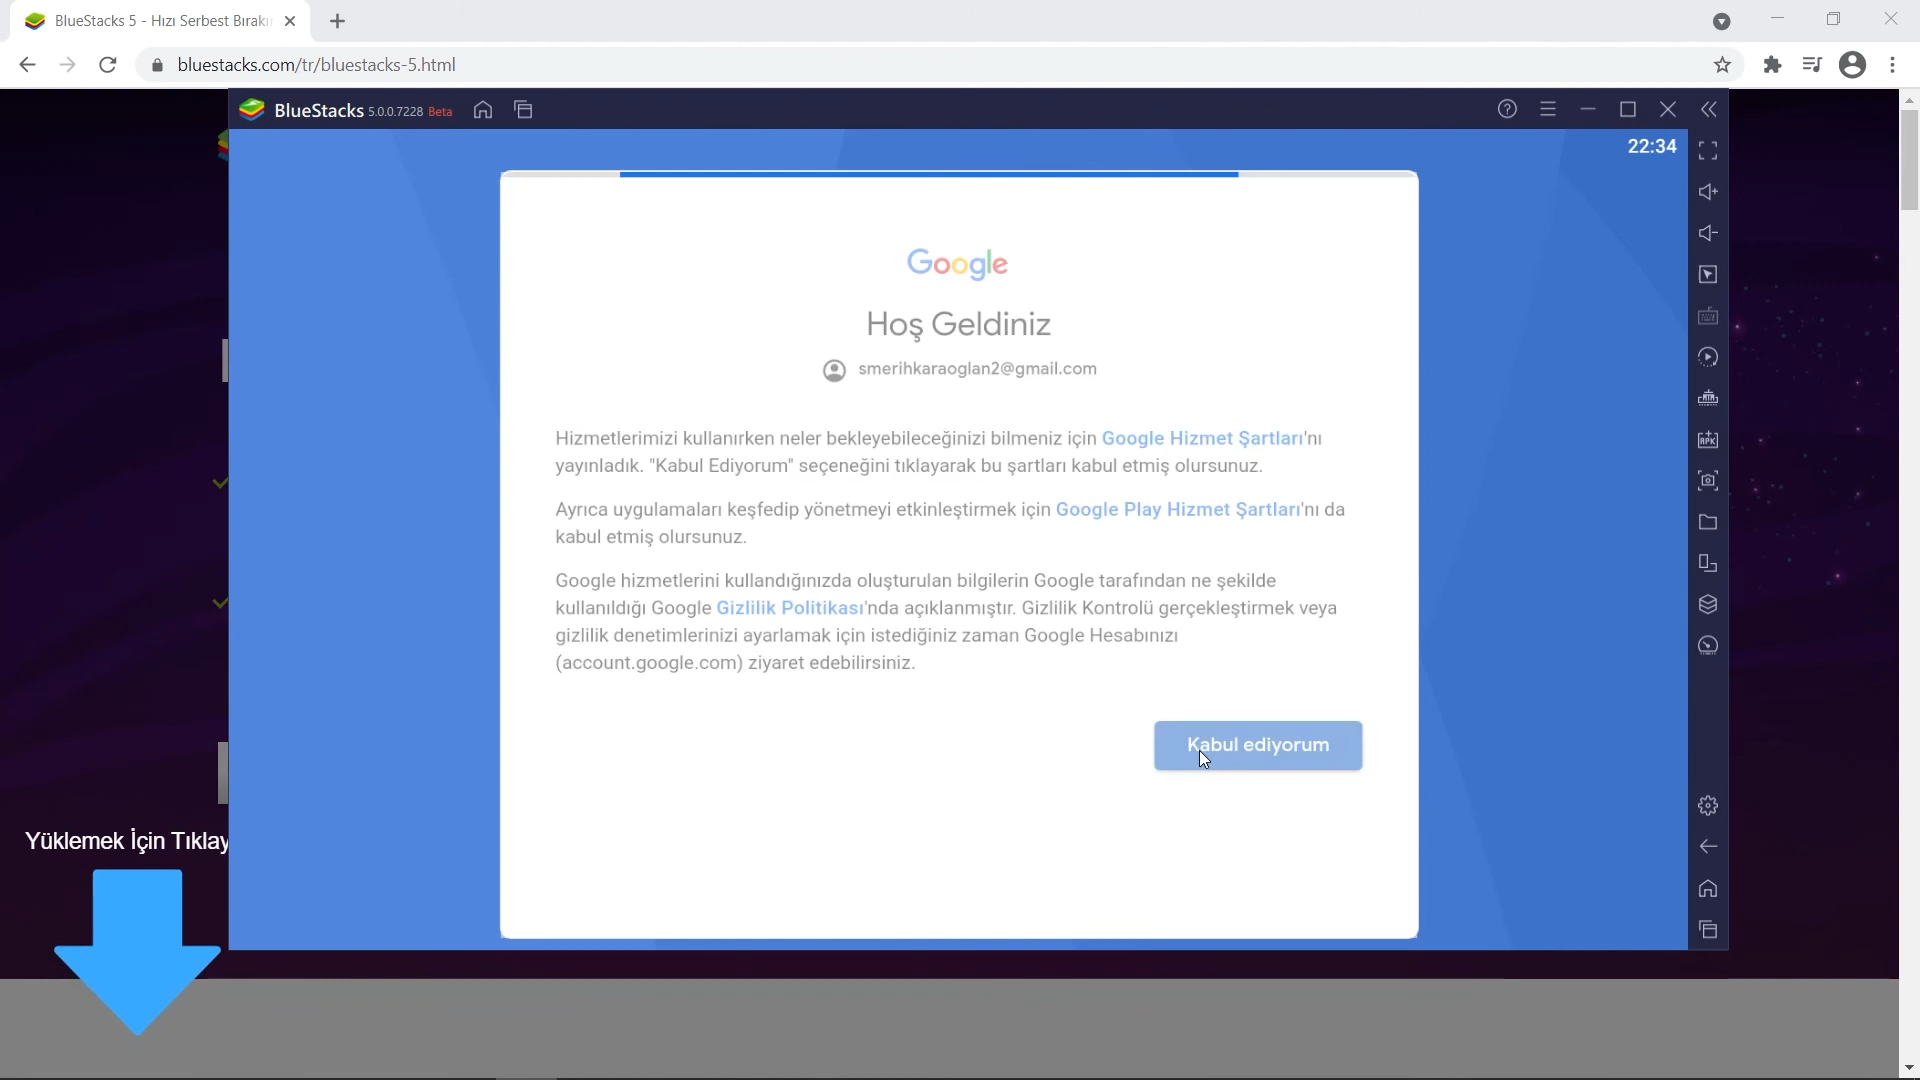 BlueStacks 5 - Hızı Serbest Bırakı
bluestacks.com/tr/bluestacks-5.html
BlueStacks 5.0.0.7228 Beta
22:34
Google
Hoş Geldiniz
smerihkaraoglan2@gmail.com
Hizmetlerimizi kullanırken neler bekleyebileceğinizi bilmeniz için Google Hizmet Şartları'nı
yayınladık. "Kabul Ediyorum" seçeneğini tıklayarak bu şartları kabul etmiş olursunuz.
Ayrıca uygulamaları keşfedip yönetmeyi etkinleştirmek için Google Play Hizmet Şartları'nı da
kabul etmiş olursunuz.
Google hizmetlerini kullandığınızda oluşturulan bilgilerin Google tarafından ne şekilde
kullanıldığı Google Gizlilik Politikası'nda açıklanmıştır. Gizlilik Kontrolü gerçekleştirmek veya
gizlilik denetimlerinizi ayarlamak için istediğiniz zaman Google Hesabınızı
(account.google.com) ziyaret edebilirsiniz.
Kabul ediyorum
Yüklemek İçin Tıklay